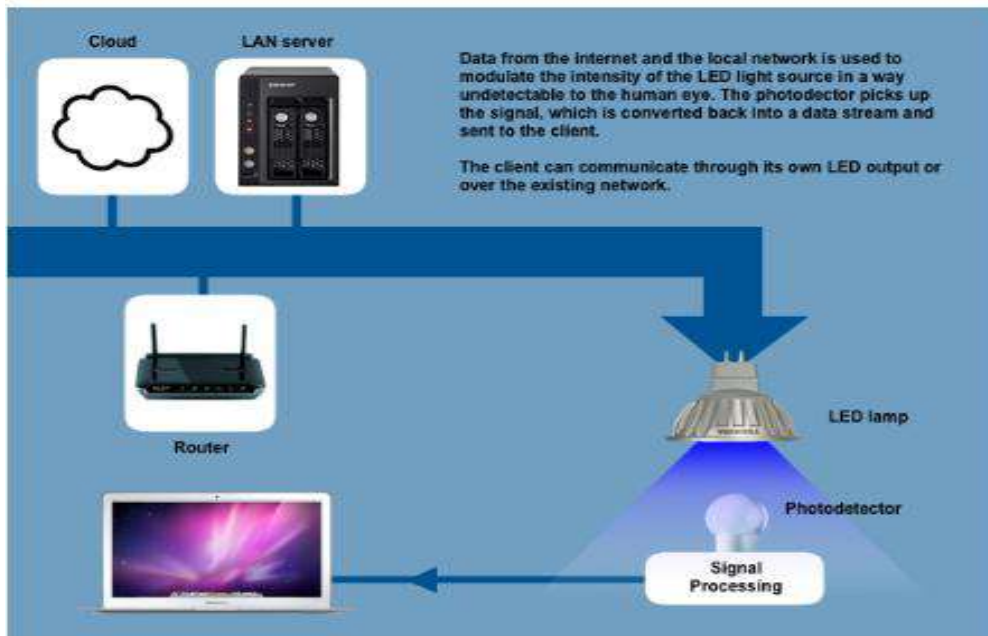 Cloud
LAN server
Data from the internet and the local network is used to
modulate the intensity of the LED light source in a way
undetectable to the human eye. The photodector picks up
the signal, which is converted back into a data stream and
sent to the client.
The client can communicate through its own LED output or
over the existing network.
Router
LED lamp
Photodetector
Signal
Processing